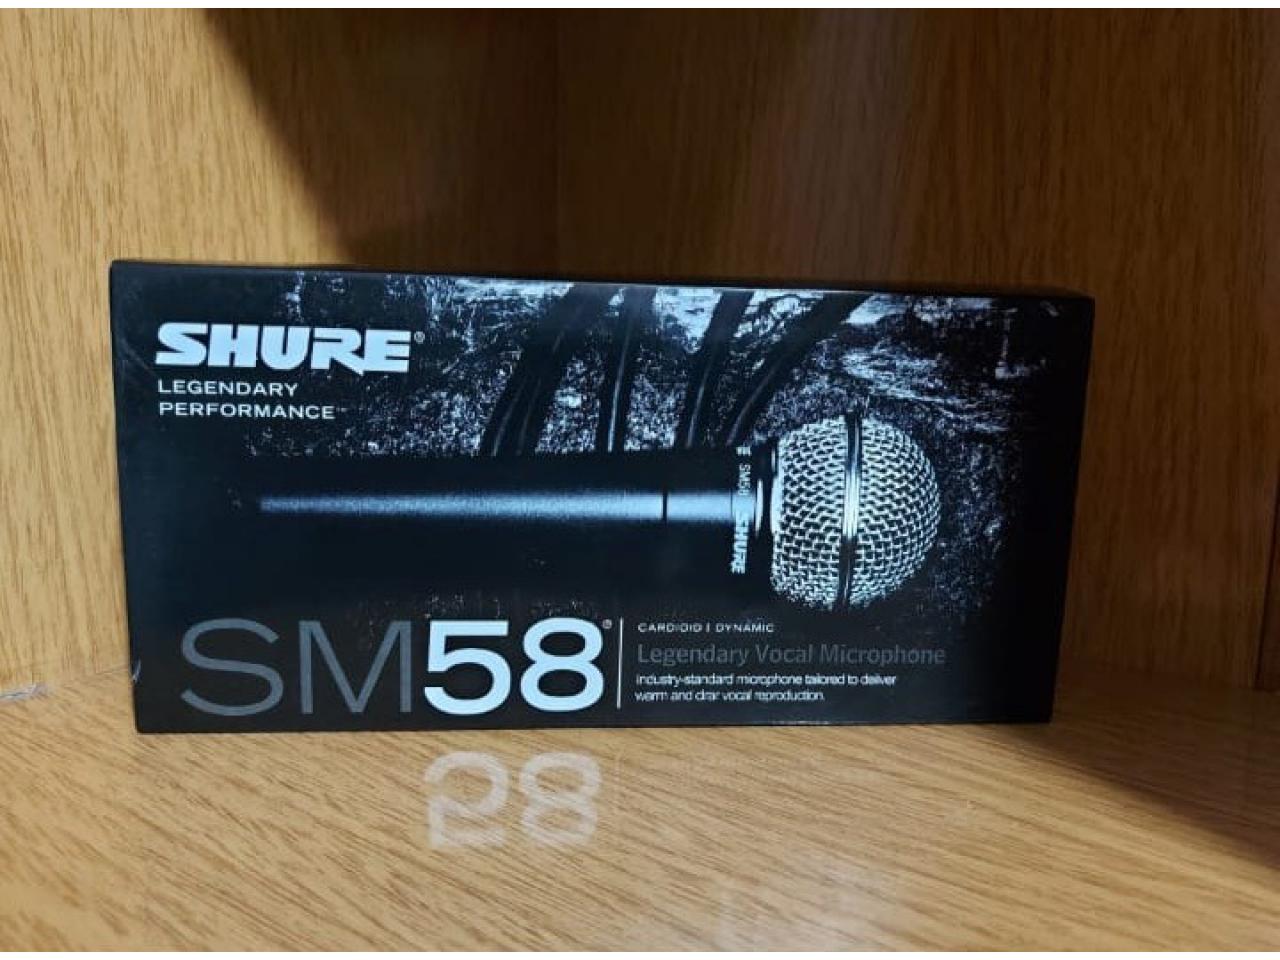 SHURE®
LEGENDARY
PERFORMANCE™
SM58
SHURE
SM58®
CARDIOID | DYNAMIC
Legendary Vocal Microphone
Industry-standard microphone tailored to deliver
warm and clear vocal reproduction.